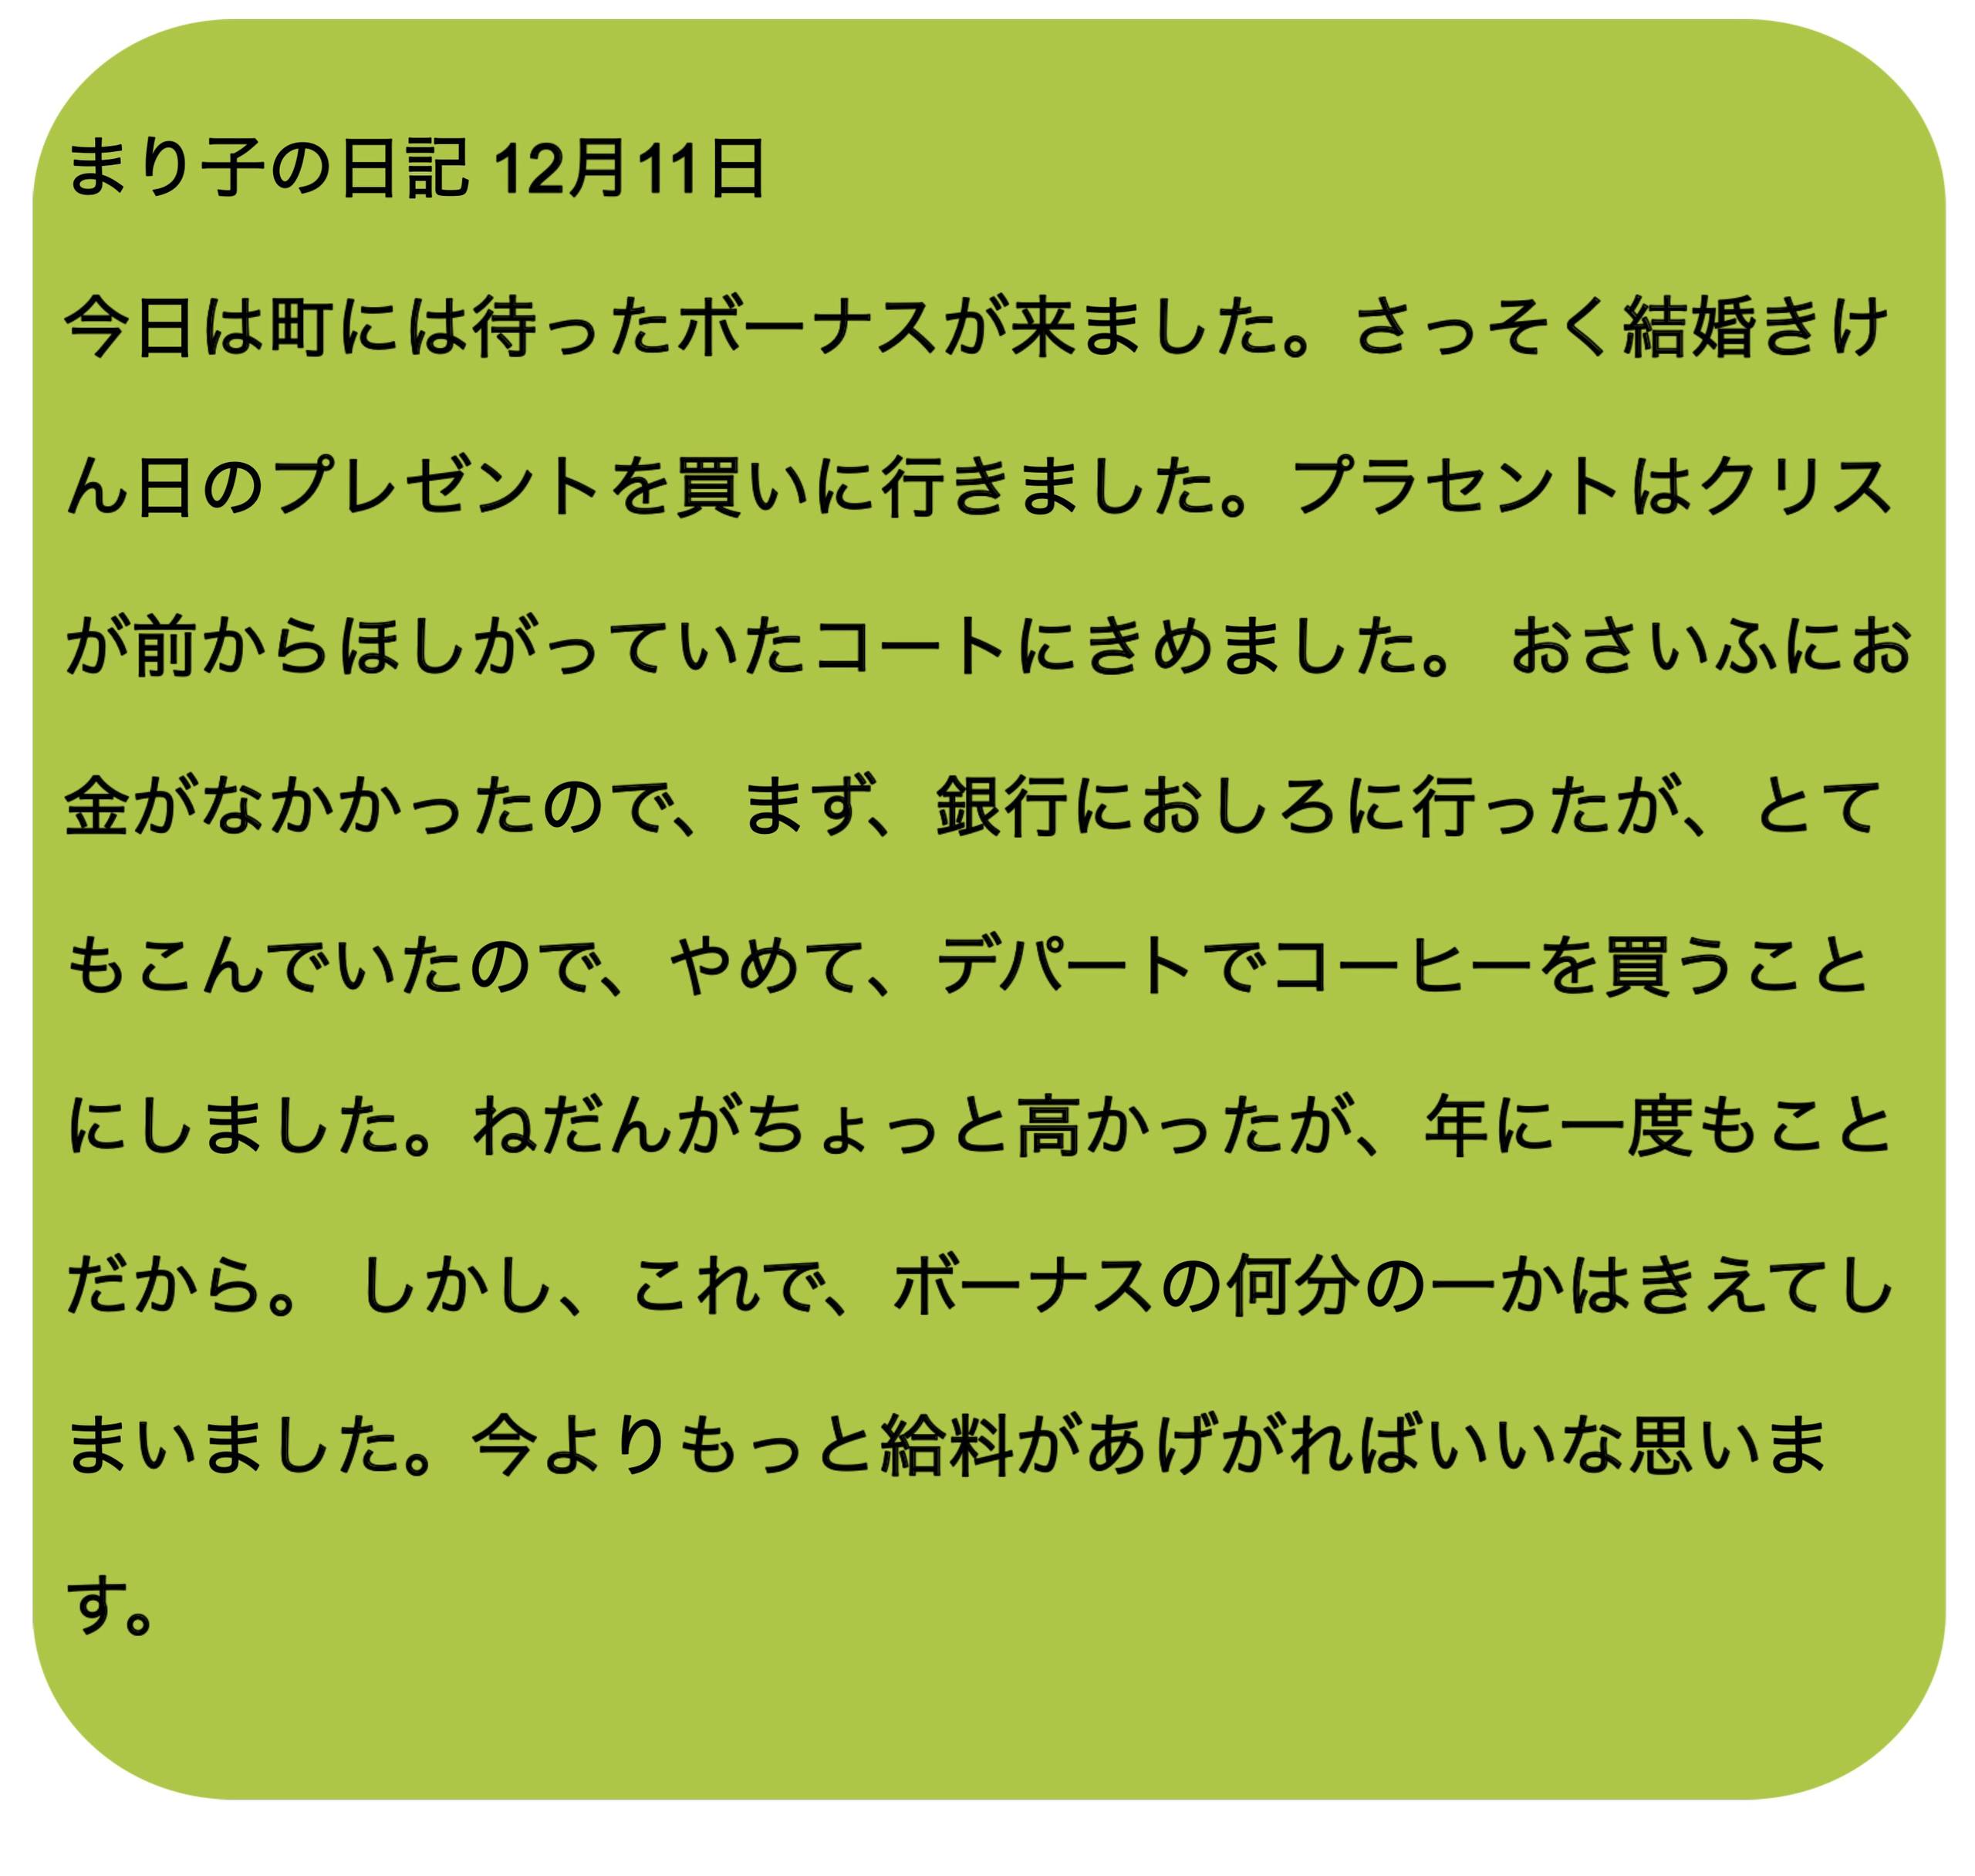 まり子の日記 12月11日
今日は町には待ったボーナスが来ました。さっそく結婚きけ
ん日のプレゼントを買いに行きました。プラセントはクリス
が前からほしがっていたコートにきめました。 おさいふにお
金がなかかったので、まず、銀行におしろに行ったが、とて
もこんでいたので、やめて、デパートでコーヒーを買うこと
にしました。ねだんがちょっと高かったが、年に一度もこと
だから。しかし、これで、ボーナスの何分の一かはきえてし
まいました。今よりもっと給料があげがればいいな思いま
す。